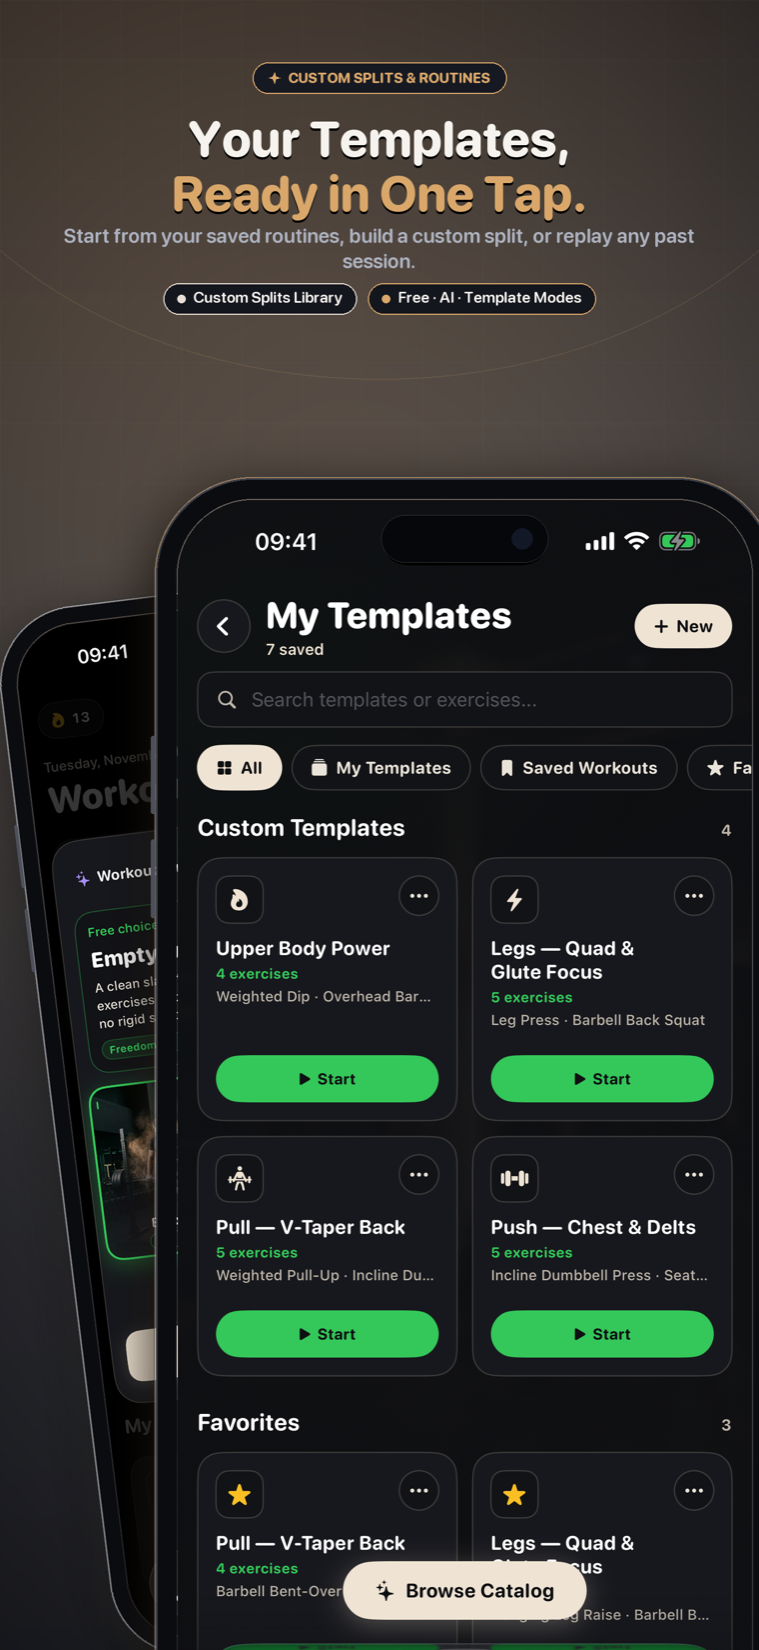 CUSTOM SPLITS & ROUTINES
Your Templates,
Ready in One Tap.
Start from your saved routines, build a custom split, or replay any past
session.
Custom Splits Library
Free · AI · Template Modes
09:41
My Templates
7 saved
+ New
Search templates or exercises...
All
My Templates
Saved Workouts
Fa
Custom Templates
4
Upper Body Power
4 exercises
Weighted Dip · Overhead Bar...
Start
Legs — Quad &
Glute Focus
5 exercises
Leg Press · Barbell Back Squat
Start
Pull — V-Taper Back
5 exercises
Weighted Pull-Up · Incline Du...
Start
Push — Chest & Delts
5 exercises
Incline Dumbbell Press · Seat...
Start
Favorites
3
Pull — V-Taper Back
4 exercises
Barbell Bent-Over
Legs — Quad &
Raise · Barbell B...
Browse Catalog
09:41
13
Tuesday, Novem
Worko
Workou
Free choice
Empty
A clean sla
exercises
no rigid s
Freedom
My